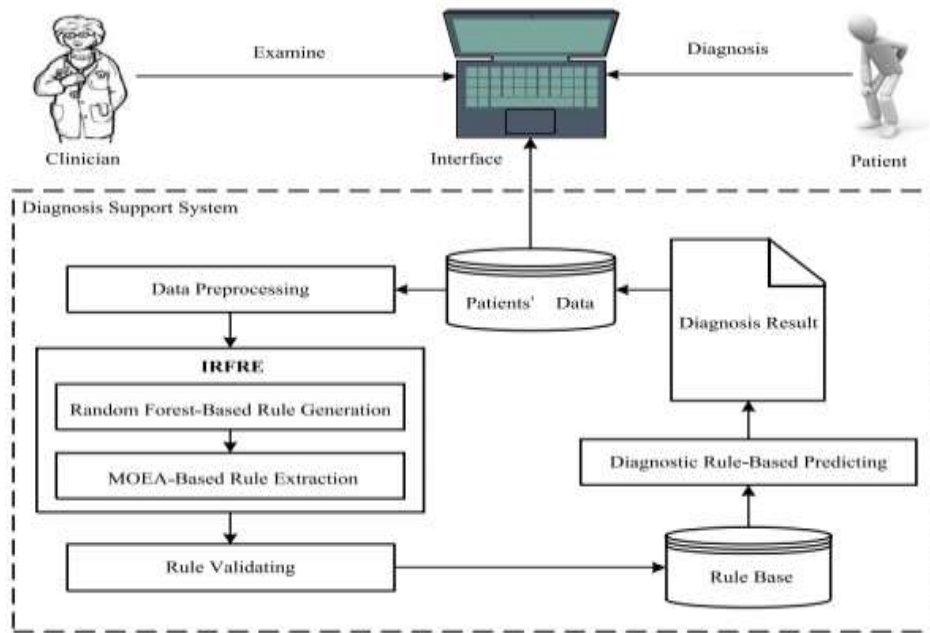 Examine
Diagnosis
Clinician
Interface
Patient
Diagnosis Support System
Data Preprocessing
Patients' Data
Diagnosis Result
IRFRE
Random Forest-Based Rule Generation
MOEA-Based Rule Extraction
Diagnostic Rule-Based Predicting
Rule Validating
Rule Base